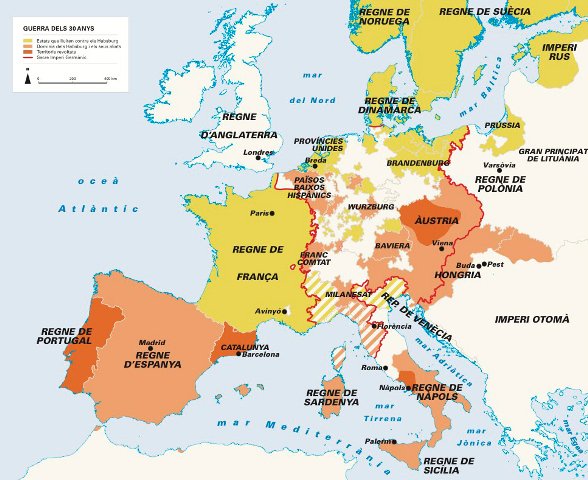 GUERRA DELS 30 ANYS
Estats que lluiten contra els Habsburg
Dominis dels Habsburg i els seus aliats
Territoris revoltats
Sacre Imperi Germànic
0
200
400 km
REGNE DE
NORUEGA
REGNE DE SUÈCIA
IMPERI
RUS
mar
del Nord
mar Bàltica
REGNE DE
DINAMARCA
REGNE
D'ANGLATERRA
Londres
PROVÍNCIES
UNIDES
Breda
PRÚSSIA
GRAN PRINCIPAT
DE LITUÀNIA
BRANDENBURG
Varsòvia
REGNE DE
POLÒNIA
PAÏSOS
BAIXOS
HISPÀNICS
oceà
Atlàntic
París
WURZBURG
ÀUSTRIA
REGNE DE
FRANÇA
FRANC
COMTAT
BAVIERA
Viena
Buda
Pest
HONGRIA
MILANESAT
REP. DE VENÈCIA
Avinyó
Florència
IMPERI OTOMÀ
REGNE DE
PORTUGAL
Madrid
REGNE
D'ESPANYA
CATALUNYA
Barcelona
mar Adriàtica
Roma
Nàpols
REGNE DE
NÀPOLS
REGNE DE
SARDENYA
mar
Tirrena
mar Mediterrània
Palerm
mar
Jònica
mar Egea
REGNE DE
SICÍLIA